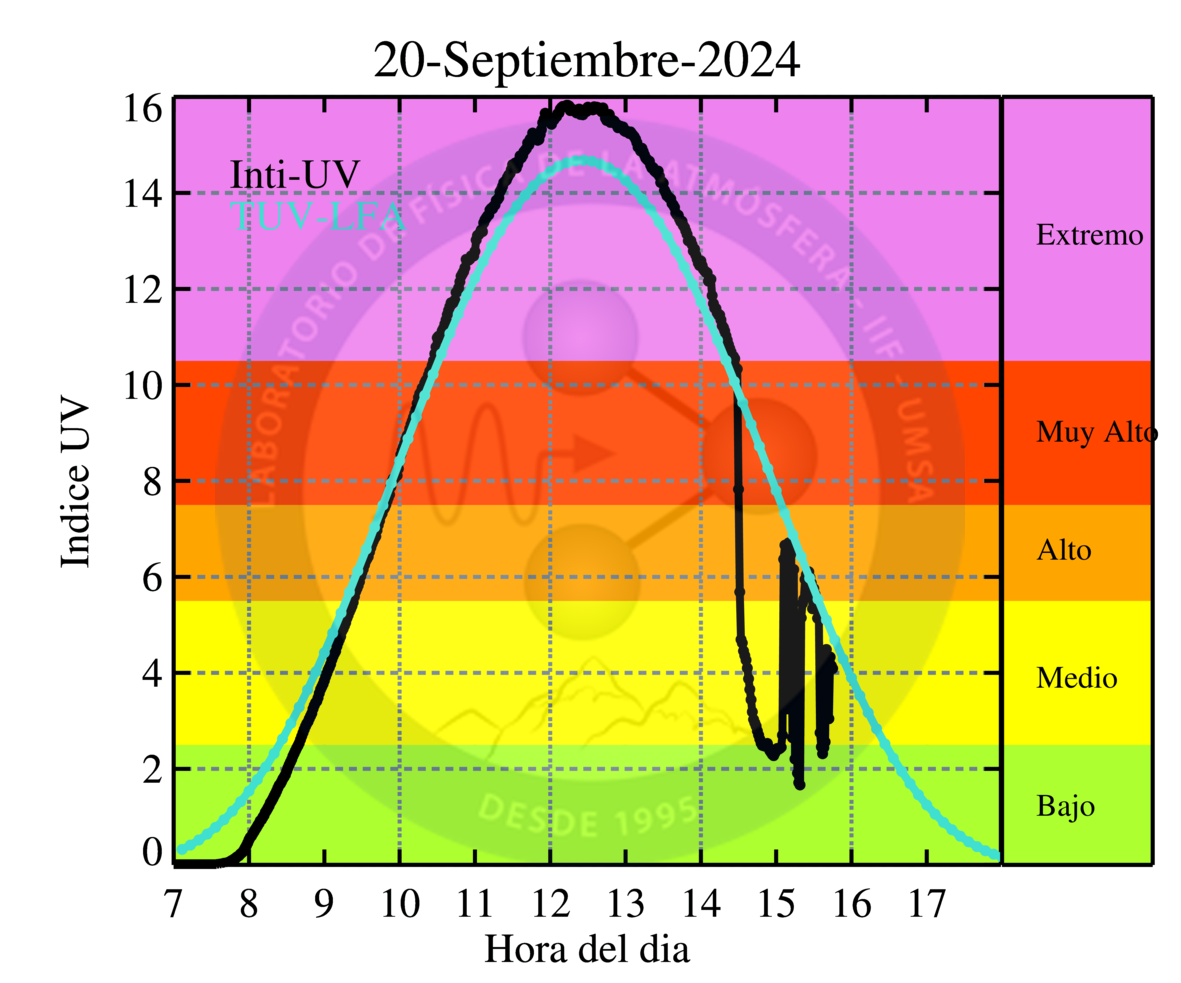 20-Septiembre-2024
Inti-UV
TUV-LFA
Indice UV
16
14
12
10
8
6
4
2
0
7 8 9 10 11 12 13 14 15 16 17
Hora del dia
Extremo
Muy Alto
Alto
Medio
Bajo
LABORATORIO DE FÍSICA DE LA ATMÓSFERA - IIF - UMSA
DESDE 1995